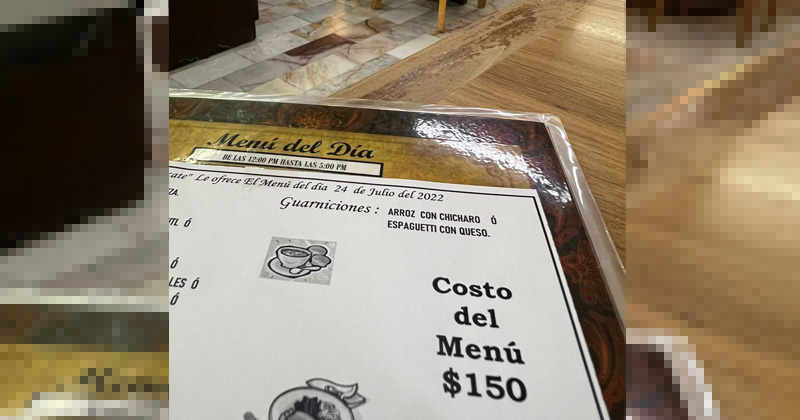 Menú del Día
DE LAS 12:00 PM HASTA LAS 5:00 PM
Le ofrece El Menú del día 24 de Julio del 2022
Guarniciones : ARROZ CON CHICHARO Ó
ESPAGUETTI CON QUESO.
Ó
Ó
LES Ó
Ó
Costo
del
Menú
$150